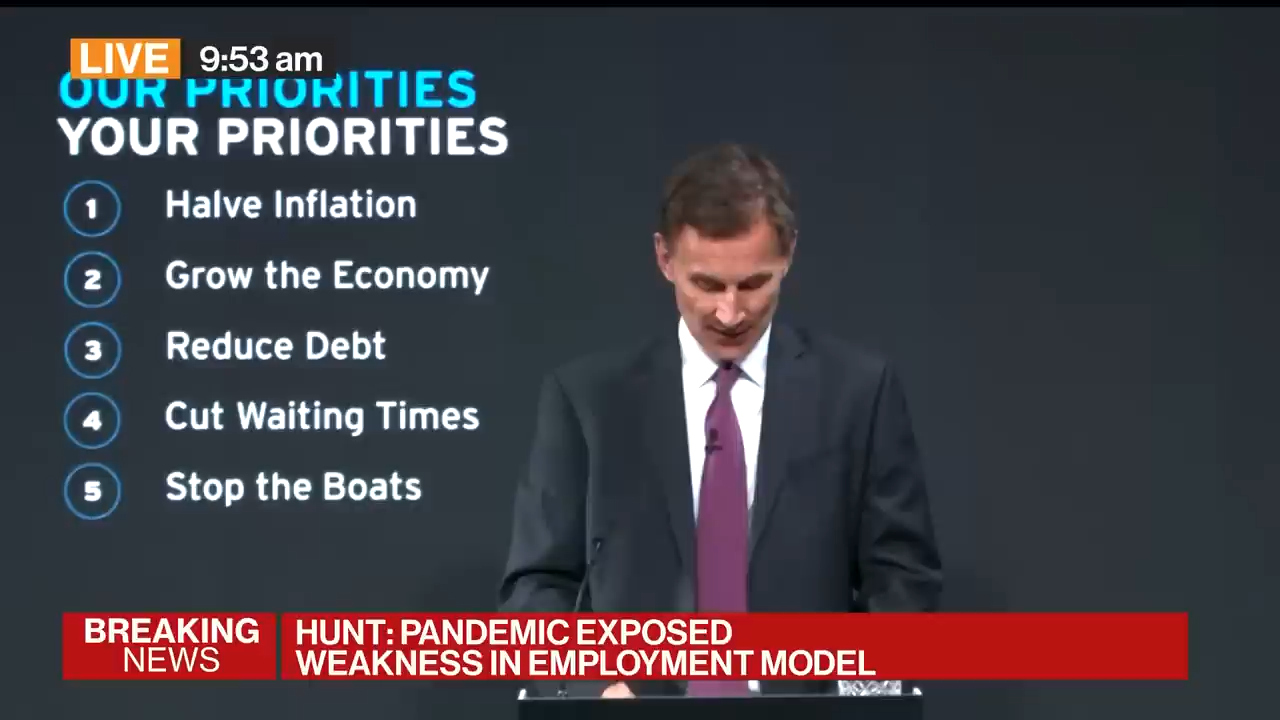 LIVE 9:53 am
OUR PRIORITIES
YOUR PRIORITIES
1 Halve Inflation
2 Grow the Economy
3 Reduce Debt
4 Cut Waiting Times
5 Stop the Boats
BREAKING
NEWS
HUNT: PANDEMIC EXPOSED
WEAKNESS IN EMPLOYMENT MODEL